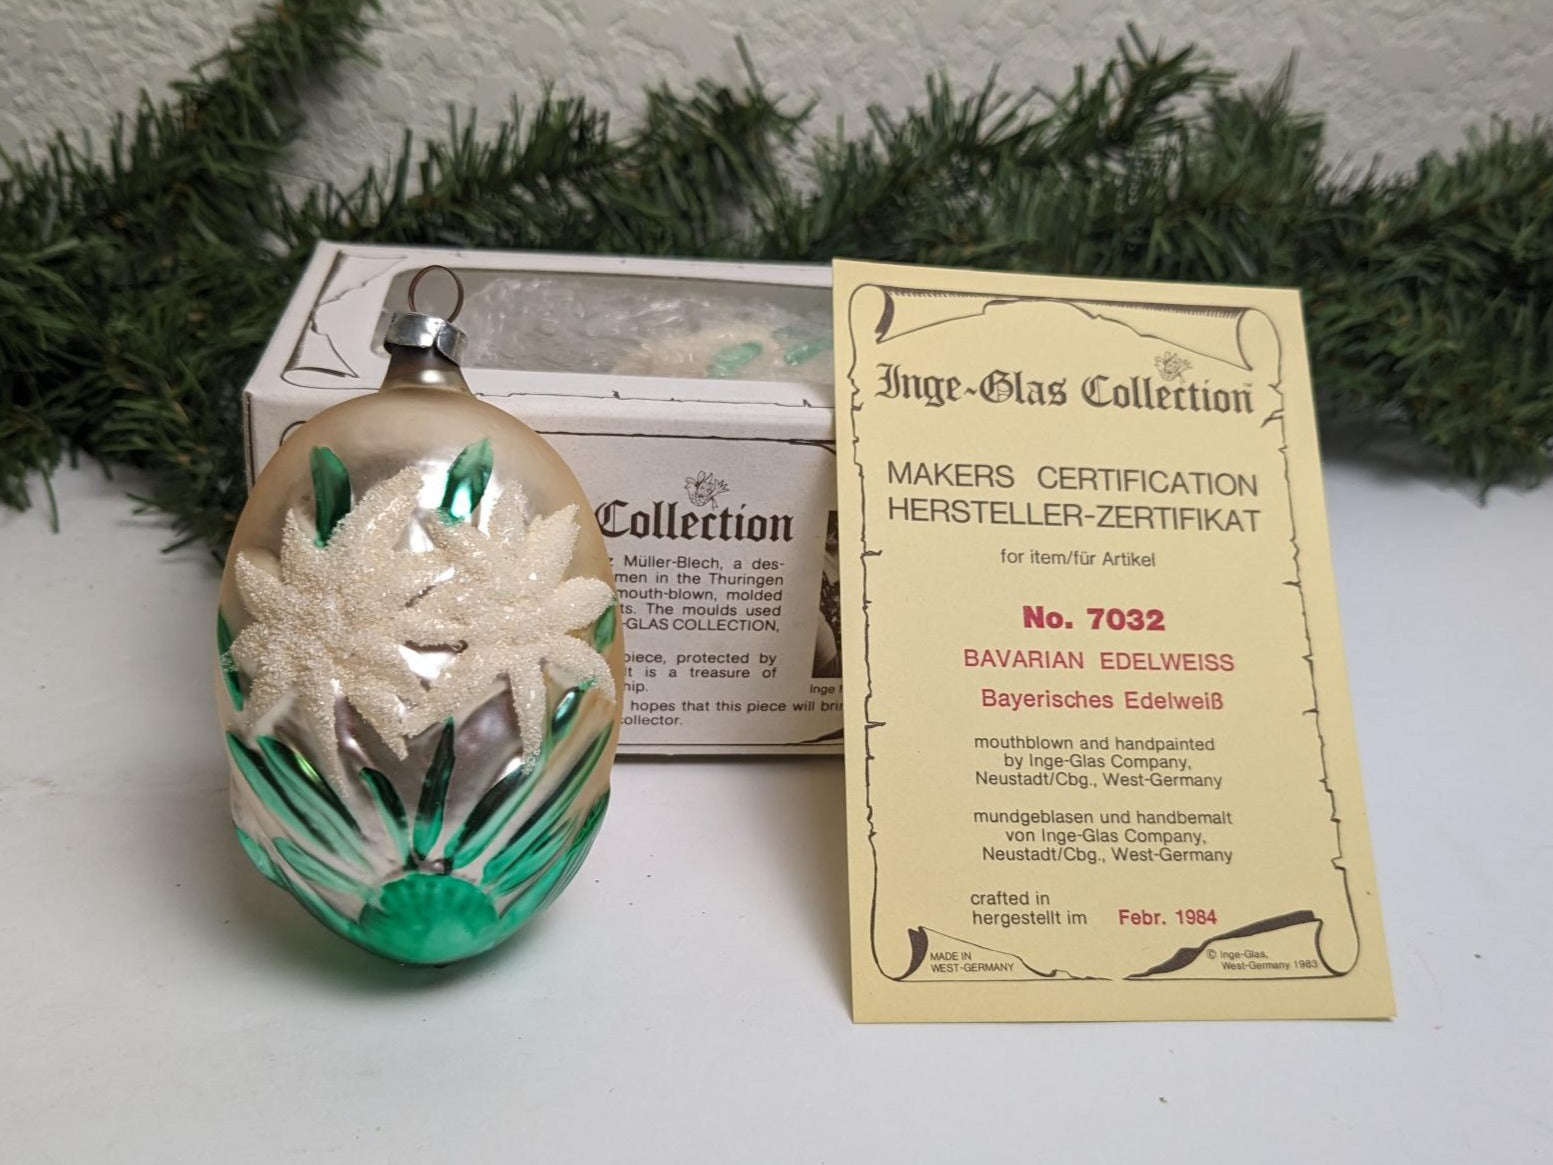 Collection
Müller-Blech, a des-
men in the Thuringen
mouth-blown, molded
ts. The moulds used
-GLAS COLLECTION,
piece, protected by
It is a treasure of
hip.
hopes that this piece will brin
collector.
Inge
Inge-Glas Collection™
MAKERS CERTIFICATION
HERSTELLER-ZERTIFIKAT
for item/für Artikel
No. 7032
BAVARIAN EDELWEISS
Bayerisches Edelweiß
mouthblown and handpainted
by Inge-Glas Company,
Neustadt/Cbg., West-Germany
mundgeblasen und handbemalt
von Inge-Glas Company,
Neustadt/Cbg., West-Germany
crafted in
hergestellt im Febr. 1984
MADE IN
WEST-GERMANY
© Inge-Glas,
West-Germany 1983